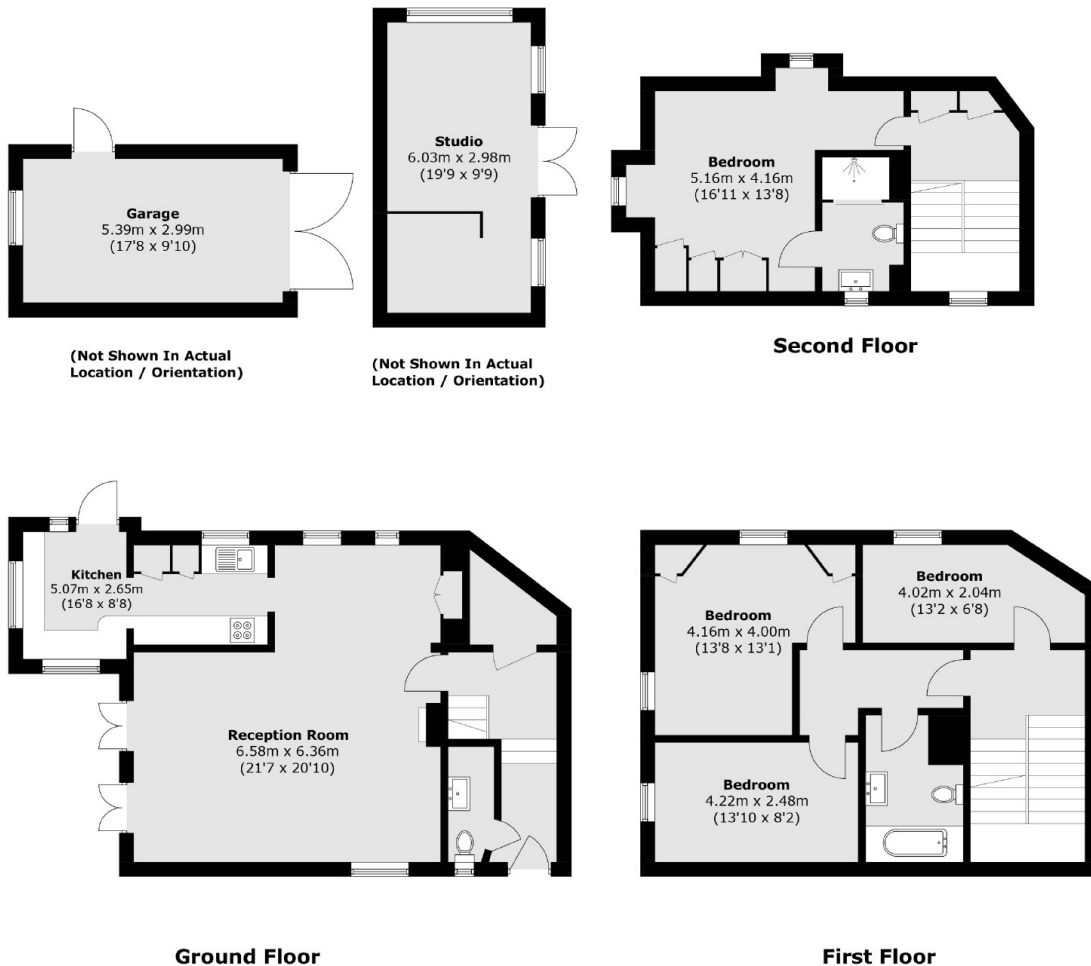 Garage
5.39m x 2.99m
(17'8 x 9'10)
(Not Shown In Actual
Location / Orientation)
Studio
6.03m x 2.98m
(19'9 x 9'9)
(Not Shown In Actual
Location / Orientation)
Bedroom
5.16m x 4.16m
(16'11 x 13'8)
Second Floor
Kitchen
5.07m x 2.65m
(16'8 x 8'8)
Reception Room
6.58m x 6.36m
(21'7 x 20'10)
Ground Floor
Bedroom
4.16m x 4.00m
(13'8 x 13'1)
Bedroom
4.02m x 2.04m
(13'2 x 6'8)
Bedroom
4.22m x 2.48m
(13'10 x 8'2)
First Floor